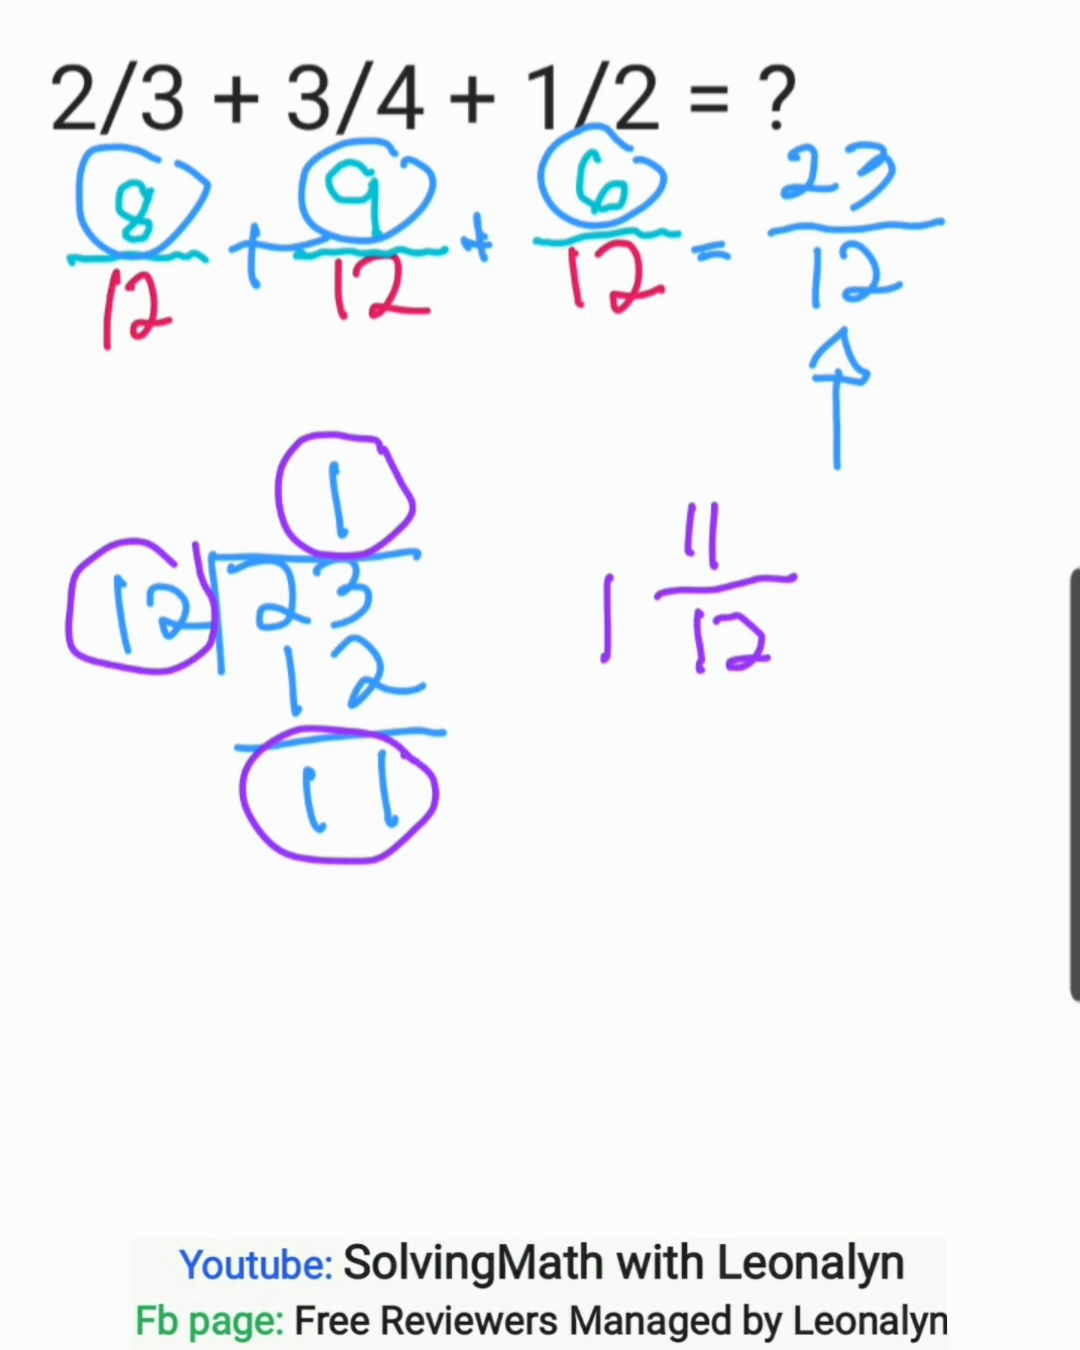 2/3 + 3/4 + 1/2 = ?
8/12 + 9/12 + 6/12 = 23/12
1
12 23
12
11
1 11/12
Youtube: SolvingMath with Leonalyn
Fb page: Free Reviewers Managed by Leonalyn